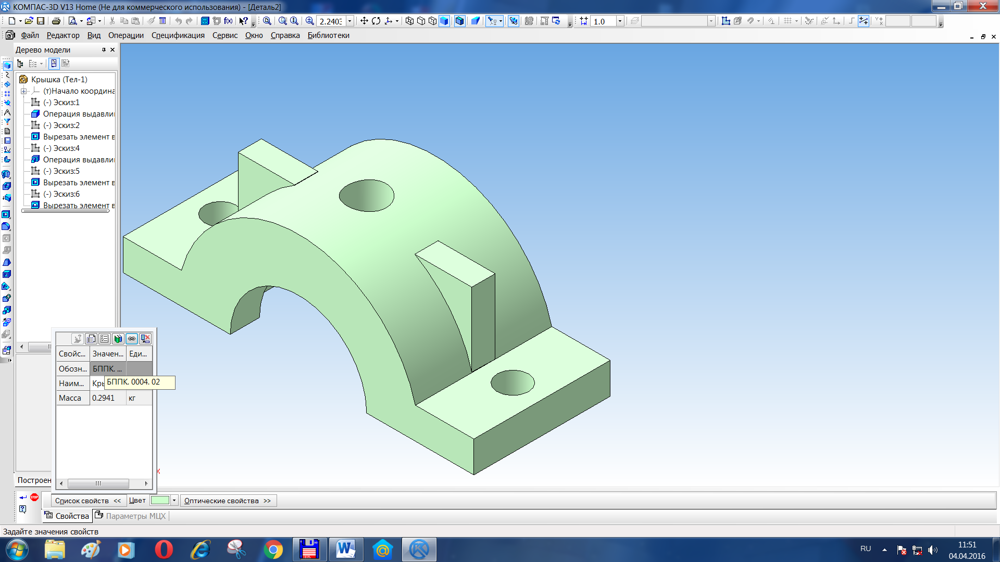 КОМПАС-3D V13 Home (Не для коммерческого использования) - [Деталь2]
2.2403
1.0
Файл Редактор Вид Операции Спецификация Сервис Окно Справка Библиотеки
Дерево модели
Крышка (Тел-1)
(т)Начало координа
(-) Эскиз:1
Операция выдавли
(-) Эскиз:2
Вырезать элемент в
(-) Эскиз:4
Операция выдавли
(-) Эскиз:5
Вырезать элемент в
(-) Эскиз:6
Вырезать элемент в
Свойс... Значен... Еди...
Обозн... БППК. ...
Наим... Кры
БППК. 0004. 02
Масса 0.2941 кг
X
Построен
STOP
Список свойств << Цвет Оптические свойства >>
Свойства Параметры МЦХ
Задайте значения свойств
RU
11:51
04.04.2016